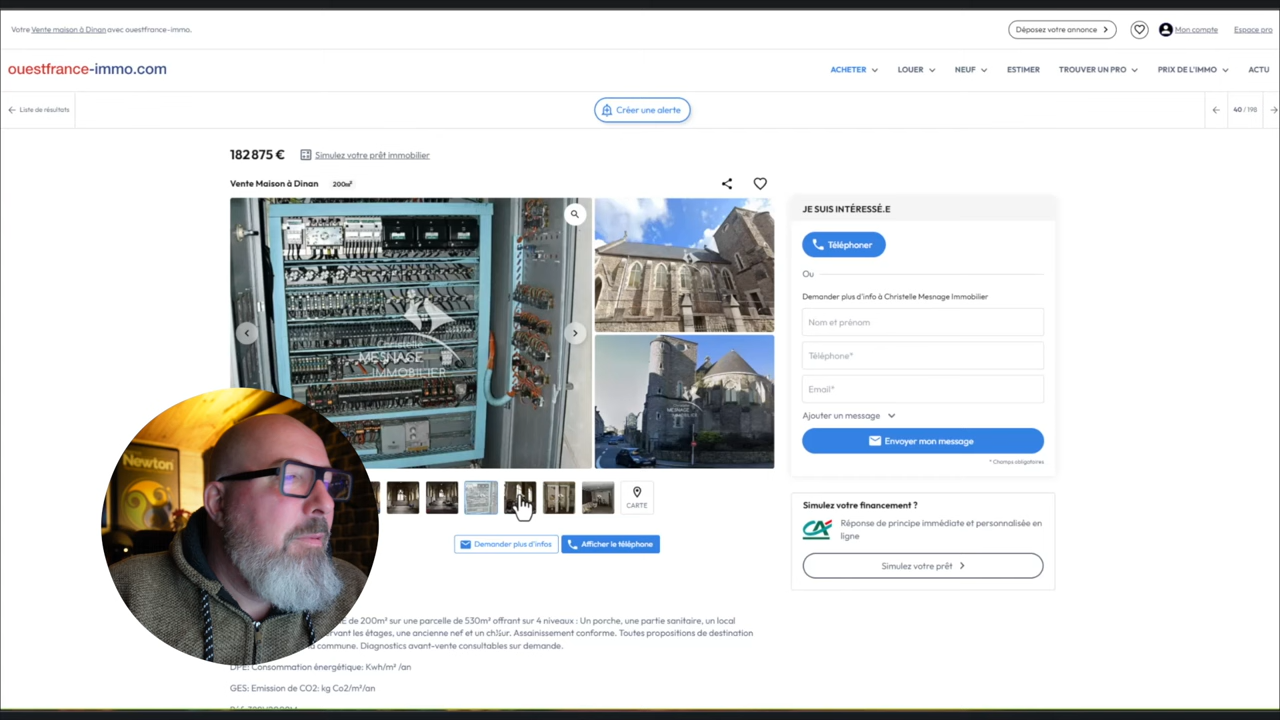 Votre Vente maison à Dinan avec ouestfrance-immo.
Déposez votre annonce
Mon compte
Espace pro
ouestfrance-immo.com
ACHETER
LOUER
NEUF
ESTIMER
TROUVER UN PRO
PRIX DE L'IMMO
ACTU
Liste de résultats
Créer une alerte
40 / 198
182 875 €
Simulez votre prêt immobilier
Vente Maison à Dinan
200m²
JE SUIS INTÉRESSÉ.E
Téléphoner
Ou
Demander plus d'info à Christelle Mesnage Immobilier
Nom et prénom
Téléphone*
Email*
Ajouter un message
Envoyer mon message
* Champs obligatoires
Christelle
MESNAGE
IMMOBILIER
MESNAGE
Newton
CARTE
Demander plus d'infos
Afficher le téléphone
Simulez votre financement ?
Réponse de principe immédiate et personnalisée en
ligne
Simulez votre prêt
de 200m² sur une parcelle de 530m² offrant sur 4 niveaux : Un porche, une partie sanitaire, un local
rvant les étages, une ancienne nef et un chœur. Assainissement conforme. Toutes propositions de destination
commune. Diagnostics avant-vente consultables sur demande.
DPE: Consommation énergétique: Kwh/m² /an
GES: Emission de CO2: kg Co2/m²/an